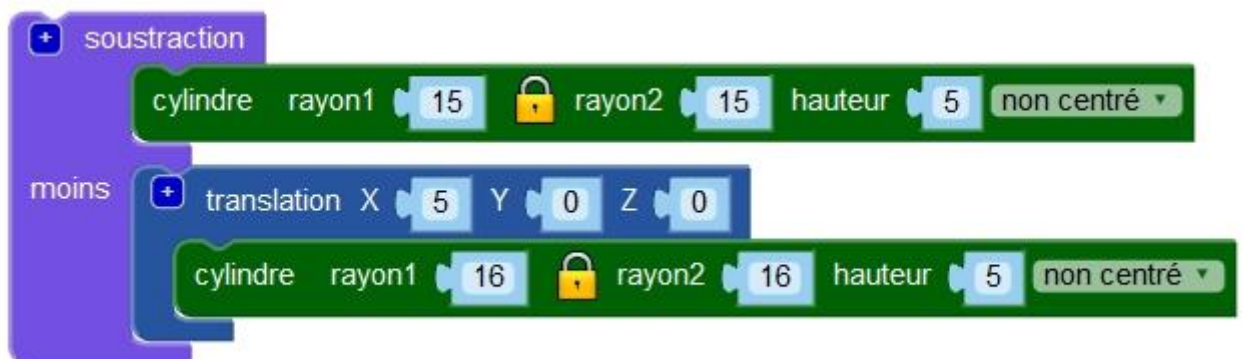 + soustraction
cylindre rayon1 15 rayon2 15 hauteur 5 non centré
moins + translation X 5 Y 0 Z 0
cylindre rayon1 16 rayon2 16 hauteur 5 non centré